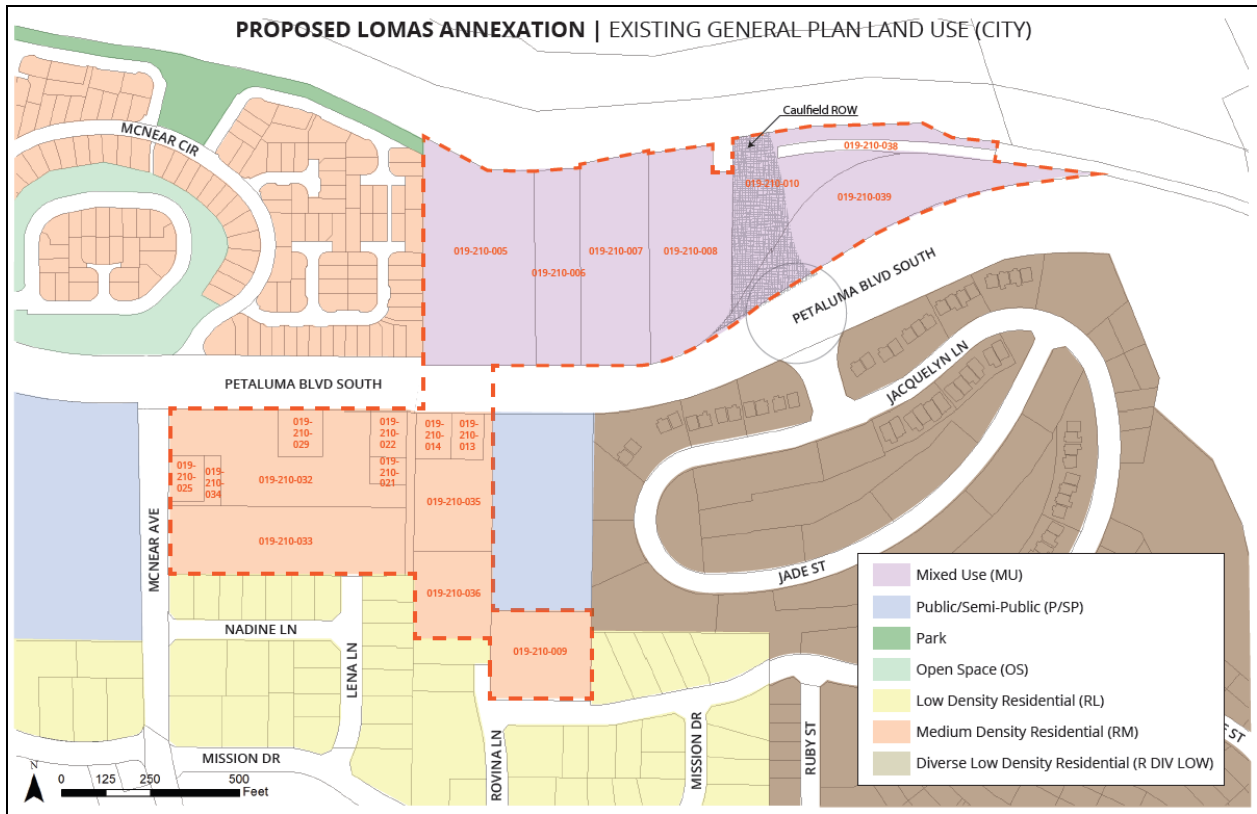 PROPOSED LOMAS ANNEXATION | EXISTING GENERAL PLAN LAND USE (CITY)
Caulfield ROW
MCNEAR CIR
019-210-038
019-210-010
019-210-039
019-210-005
019-210-006
019-210-007
019-210-008
PETALUMA BLVD SOUTH
JACQUELYN LN
PETALUMA BLVD SOUTH
019-
210-
029
019-
210-
022
019-
210-
014
019-
210-
013
019-
210-
025
019-
210-
034
019-210-032
019-
210-
021
019-210-035
019-210-033
MCNEAR AVE
019-210-036
JADE ST
NADINE LN
LENA LN
019-210-009
MISSION DR
ROVINA LN
MISSION DR
RUBY ST
E ST
Mixed Use (MU)
Public/Semi-Public (P/SP)
Park
Open Space (OS)
Low Density Residential (RL)
Medium Density Residential (RM)
Diverse Low Density Residential (R DIV LOW)
N
0 125 250 500
Feet